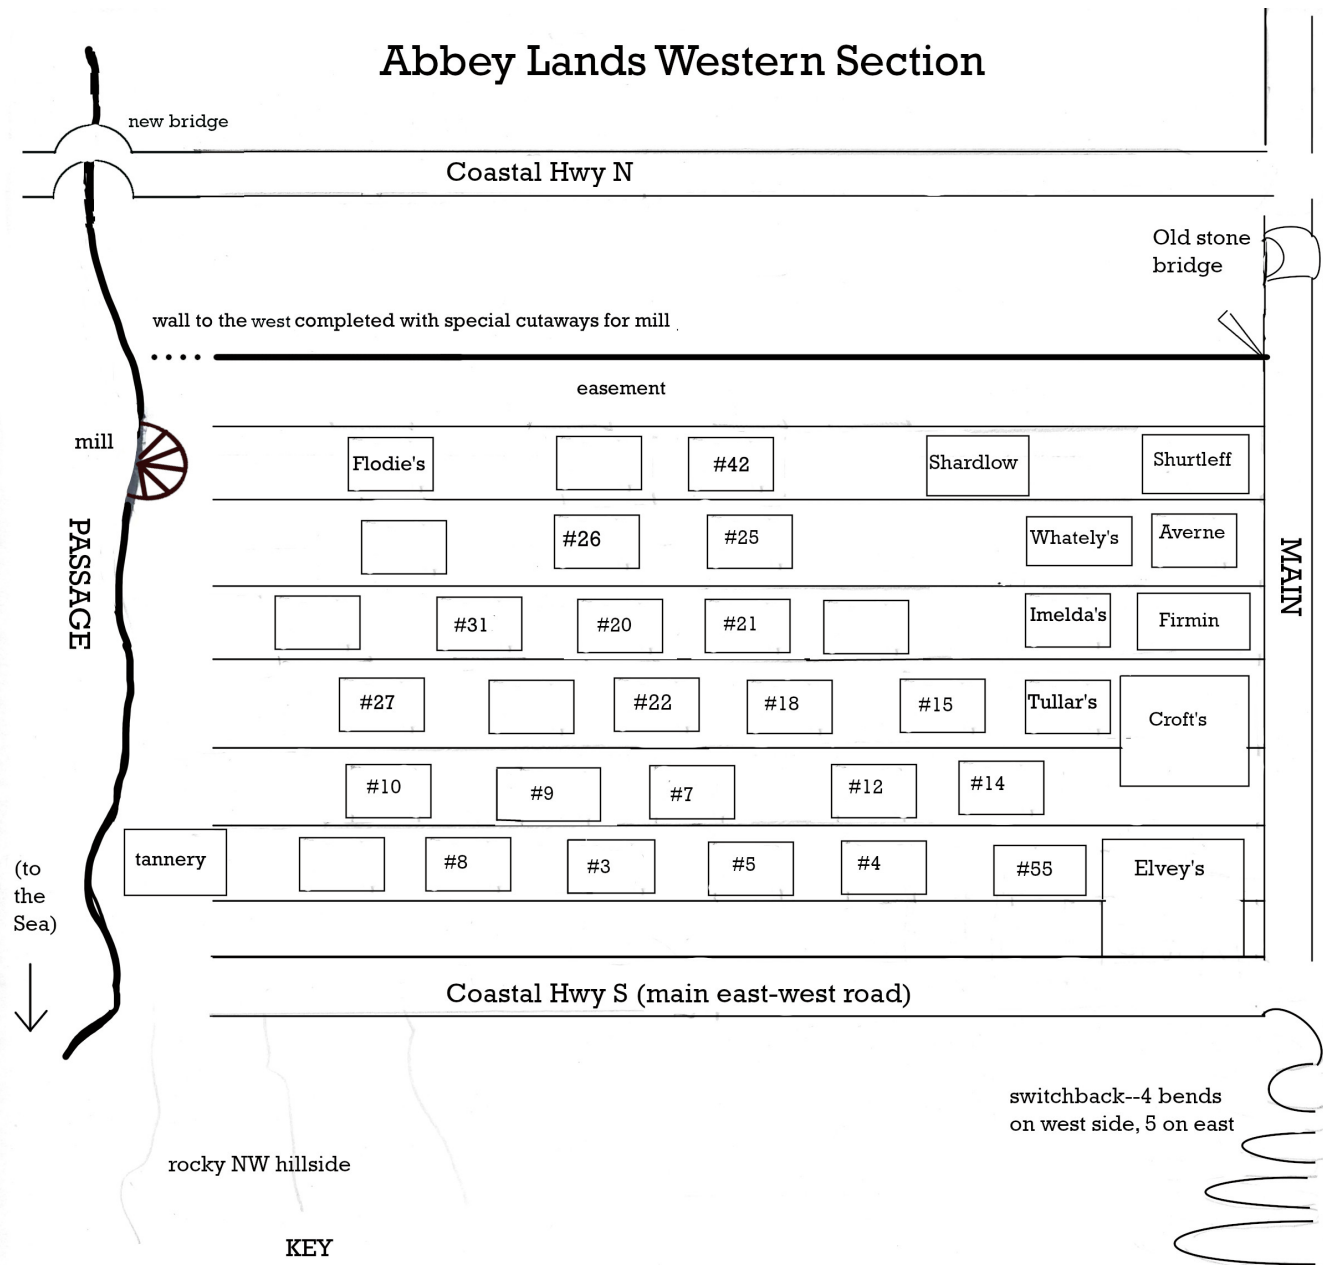 Abbey Lands Western Section
new bridge
Coastal Hwy N
Old stone
bridge
wall to the west completed with special cutaways for mill
easement
mill
Flodie's
#42
Shardlow
Shurtleff
PASSAGE
#26
#25
Whately's
Averne
MAIN
#31
#20
#21
Imelda's
Firmin
#27
#22
#18
#15
Tullar's
Croft's
#10
#9
#7
#12
#14
tannery
#8
#3
#5
#4
#55
Elvey's
(to
the
Sea)
Coastal Hwy S (main east-west road)
switchback--4 bends
on west side, 5 on east
rocky NW hillside
KEY